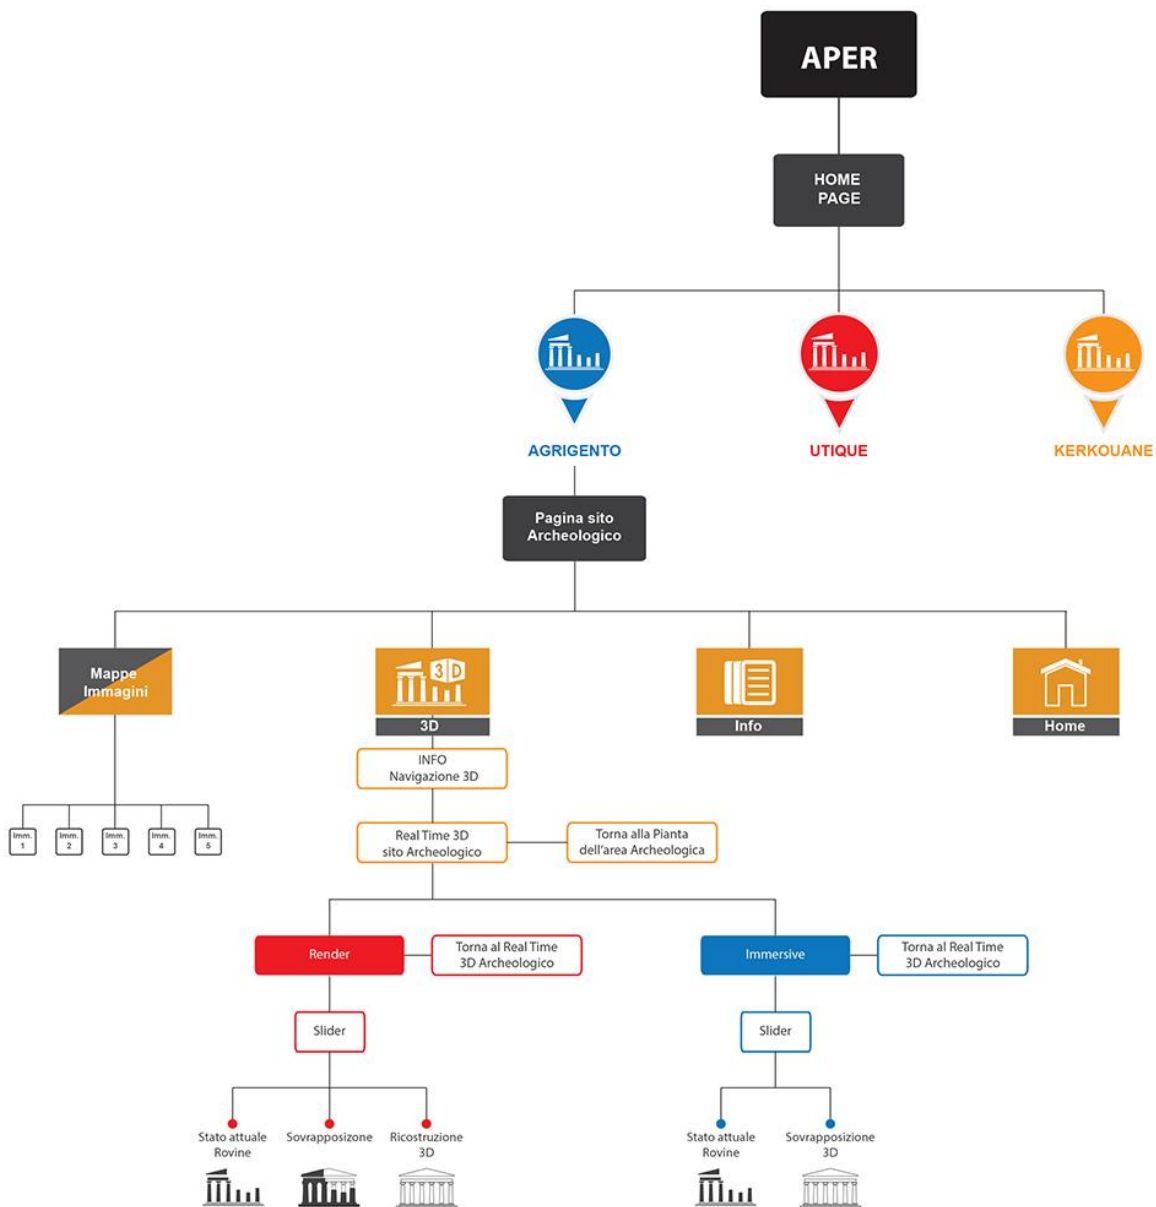 APER
HOME
PAGE
AGRIGENTO
UTIQUE
KERKOUANE
Pagina sito
Archeologico
Mappe
Immagini
3D
3D
Info
Home
INFO
Navigazione 3D
Imm.
1
Imm.
2
Imm.
3
Imm.
4
Imm.
5
Real Time 3D
sito Archeologico
Torna alla Pianta
dell'area Archeologica
Render
Torna al Real Time
3D Archeologico
Immersive
Torna al Real Time
3D Archeologico
Slider
Slider
Stato attuale
Rovine
Sovrapposizone
Ricostruzione
3D
Stato attuale
Rovine
Sovrapposizione
3D